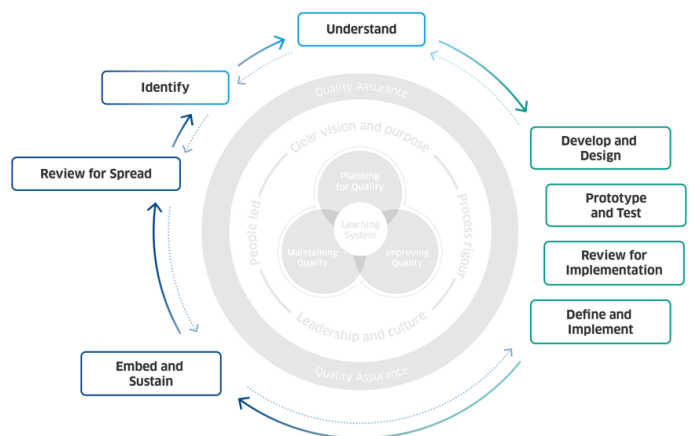 Understand
Identify
Review for Spread
Embed and
Sustain
Develop and
Design
Prototype
and Test
Review for
Implementation
Define and
Implement
Quality Assurance
Clear vision and purpose
People led
Process rigour
Leadership and culture
Quality Assurance
Planning
for Quality
Learning
System
Maintaining
Quality
Improving
Quality